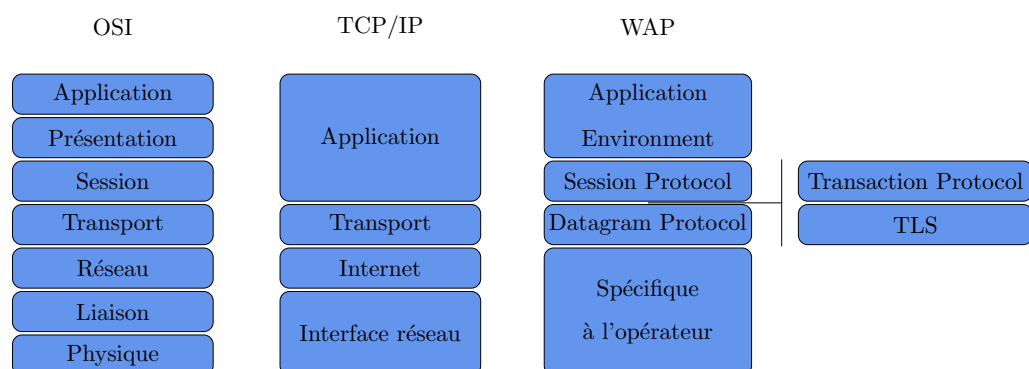 OSI
TCP/IP
WAP
Application
Présentation
Session
Transport
Réseau
Liaison
Physique
Application
Transport
Internet
Interface réseau
Application
Environment
Session Protocol
Datagram Protocol
Spécifique
à l'opérateur
Transaction Protocol
TLS